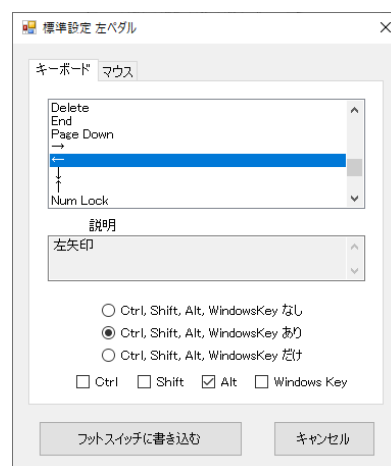 標準設定 左ペダル
キーボード マウス
Delete
End
Page Down
→
←
↓
↑
Num Lock
説明
左矢印
Ctrl, Shift, Alt, WindowsKey なし
Ctrl, Shift, Alt, WindowsKey あり
Ctrl, Shift, Alt, WindowsKey だけ
Ctrl Shift Alt Windows Key
フットスイッチに書き込む キャンセル